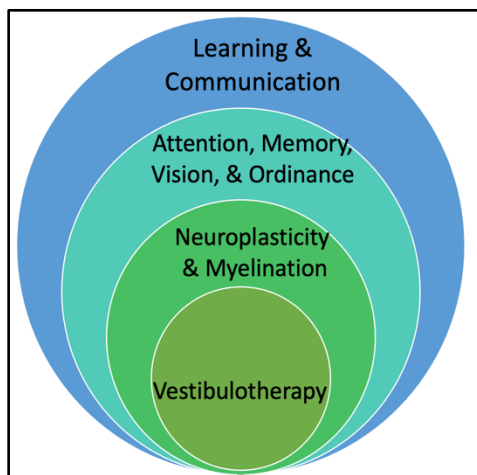 Learning &
Communication
Attention, Memory,
Vision, & Ordinance
Neuroplasticity
& Myelination
Vestibulotherapy